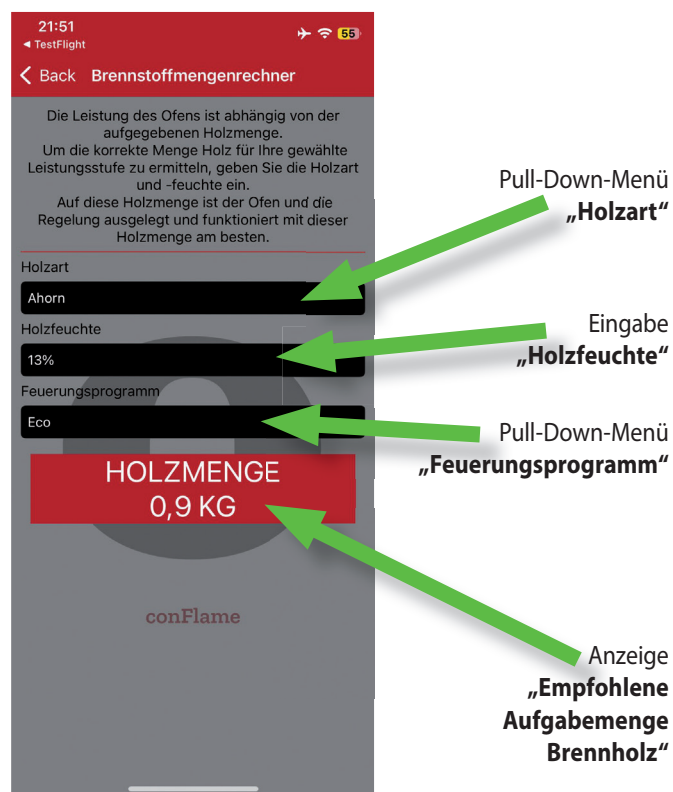 21:51
◄ TestFlight
55
Back Brennstoffmengenrechner
Die Leistung des Ofens ist abhängig von der
aufgegebenen Holzmenge.
Um die korrekte Menge Holz für Ihre gewählte
Leistungsstufe zu ermitteln, geben Sie die Holzart
und -feuchte ein.
Auf diese Holzmenge ist der Ofen und die
Regelung ausgelegt und funktioniert mit dieser
Holzmenge am besten.
Holzart
Ahorn
Holzfeuchte
13%
Feuerungsprogramm
Eco
HOLZMENGE
0,9 KG
conFlame
Pull-Down-Menü
„Holzart“
Eingabe
„Holzfeuchte“
Pull-Down-Menü
„Feuerungsprogramm“
Anzeige
„Empfohlene
Aufgabemenge
Brennholz“